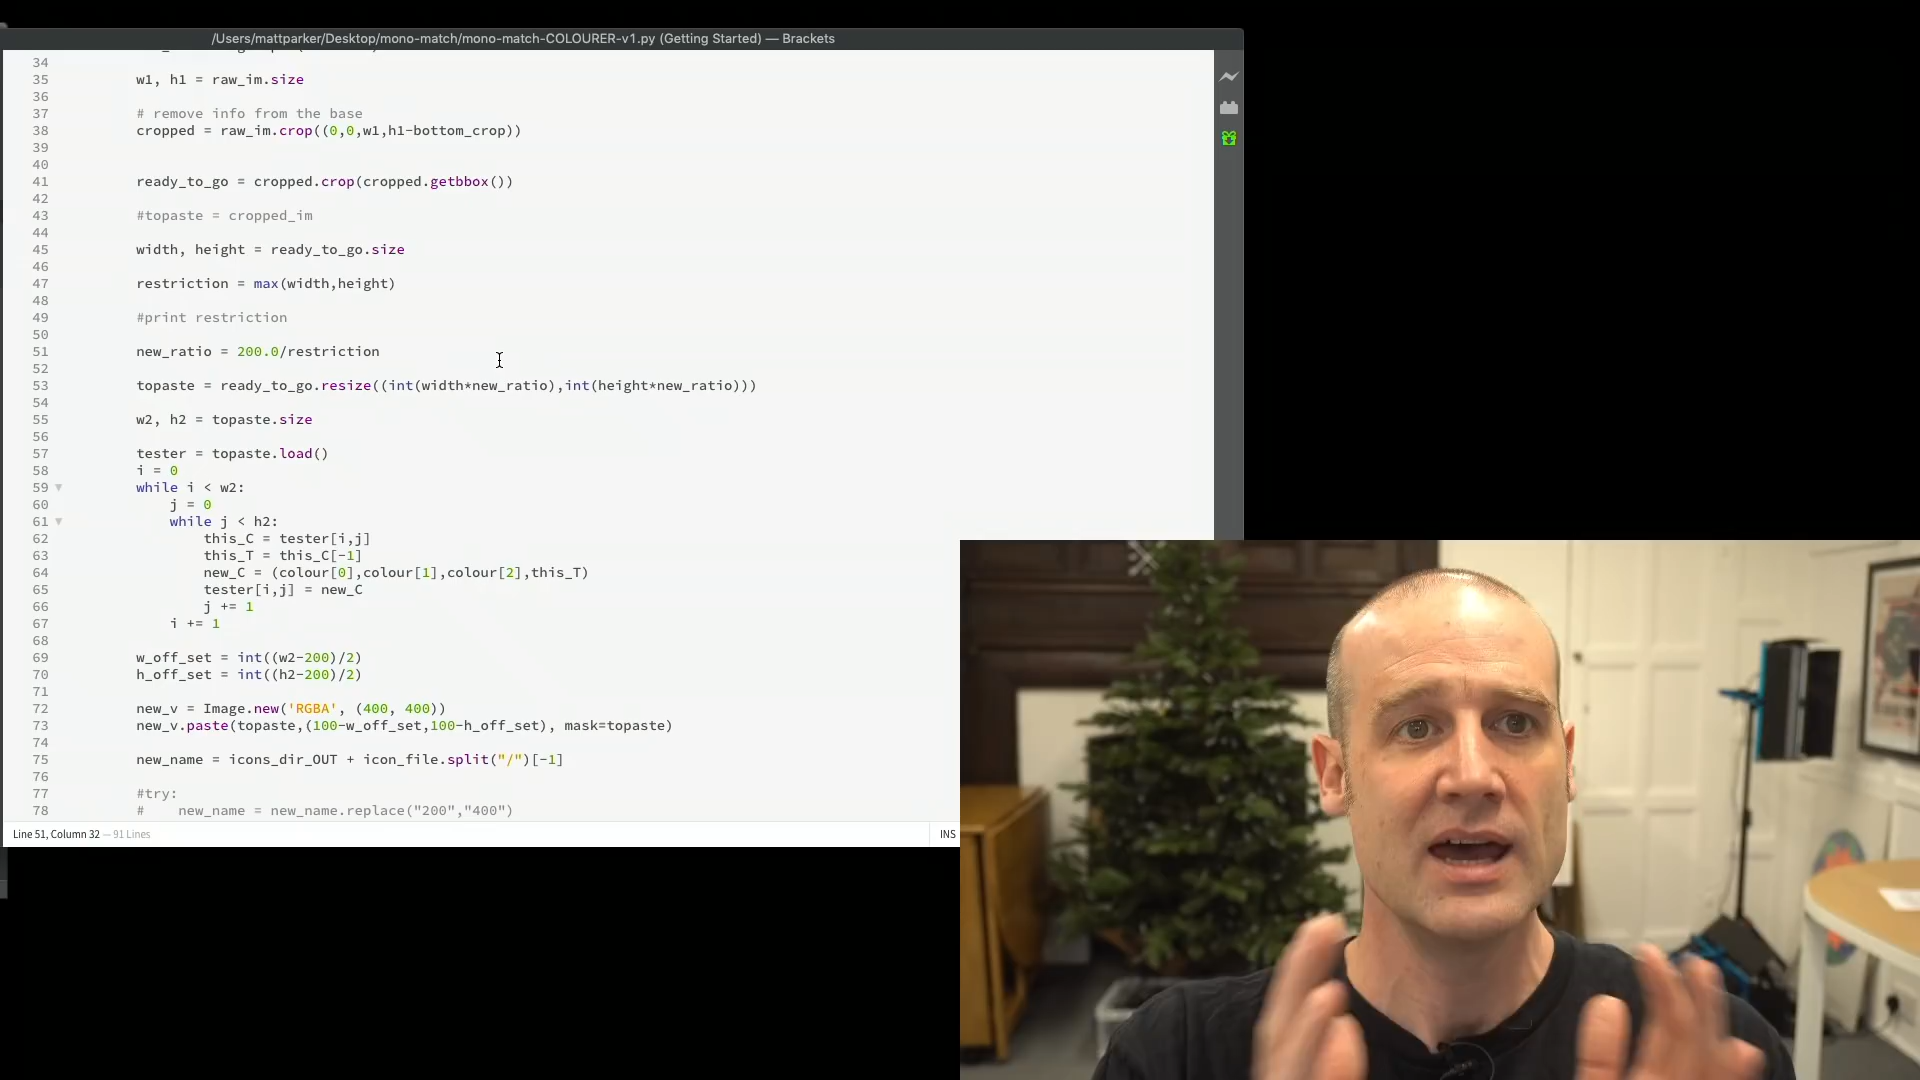 /Users/mattparker/Desktop/mono-match/mono-match-COLOURER-v1.py (Getting Started) — Brackets
34
35 w1, h1 = raw_im.size
36
37 # remove info from the base
38 cropped = raw_im.crop((0,0,w1,h1-bottom_crop))
39
40
41 ready_to_go = cropped.crop(cropped.getbbox())
42
43 #topaste = cropped_im
44
45 width, height = ready_to_go.size
46
47 restriction = max(width,height)
48
49 #print restriction
50
51 new_ratio = 200.0/restriction
52
53 topaste = ready_to_go.resize((int(width*new_ratio),int(height*new_ratio)))
54
55 w2, h2 = topaste.size
56
57 tester = topaste.load()
58 i = 0
59 while i < w2:
60 j = 0
61 while j < h2:
62 this_C = tester[i,j]
63 this_T = this_C[-1]
64 new_C = (colour[0],colour[1],colour[2],this_T)
65 tester[i,j] = new_C
66 j += 1
67 i += 1
68
69 w_off_set = int((w2-200)/2)
70 h_off_set = int((h2-200)/2)
71
72 new_v = Image.new('RGBA', (400, 400))
73 new_v.paste(topaste,(100-w_off_set,100-h_off_set), mask=topaste)
74
75 new_name = icons_dir_OUT + icon_file.split("/")[-1]
76
77 #try:
78 # new_name = new_name.replace("200","400")
Line 51, Column 32 — 91 Lines
INS